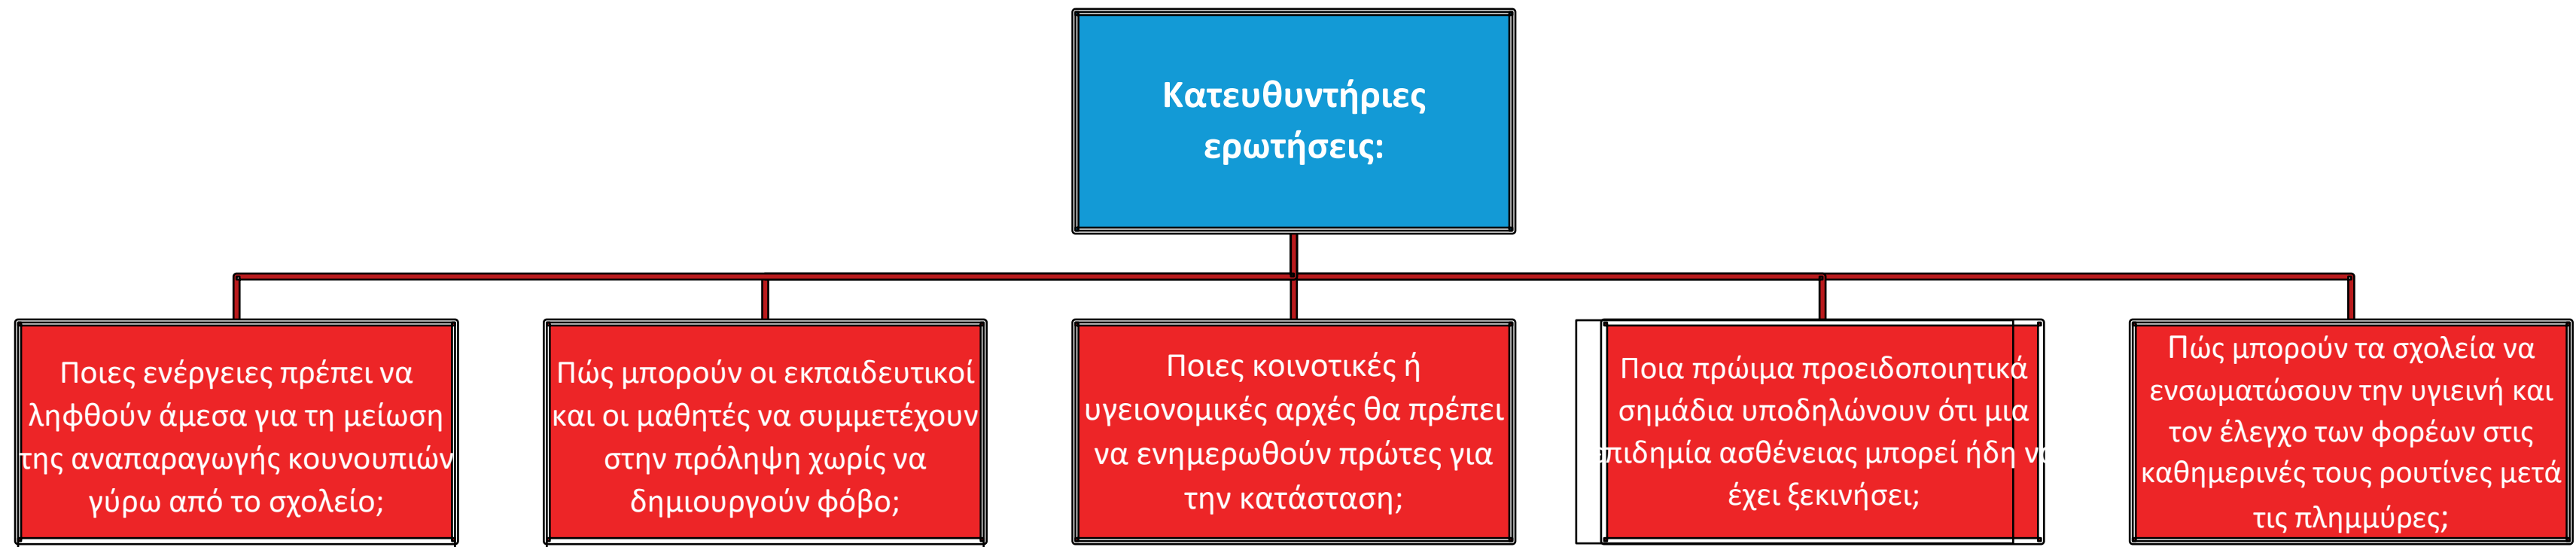 Κατευθυντήριες
ερωτήσεις:
Ποιες ενέργειες πρέπει να
ληφθούν άμεσα για τη μείωση
της αναπαραγωγής κουνουπιών
γύρω από το σχολείο;
Πώς μπορούν οι εκπαιδευτικοί
και οι μαθητές να συμμετέχουν
στην πρόληψη χωρίς να
δημιουργούν φόβο;
Ποιες κοινοτικές ή
υγειονομικές αρχές θα πρέπει
να ενημερωθούν πρώτες για
την κατάσταση;
Ποια πρώιμα προειδοποιητικά
σημάδια υποδηλώνουν ότι μια
επιδημία ασθένειας μπορεί ήδη να
έχει ξεκινήσει;
Πώς μπορούν τα σχολεία να
ενσωματώσουν την υγιεινή και
τον έλεγχο των φορέων στις
καθημερινές τους ρουτίνες μετά
τις πλημμύρες;